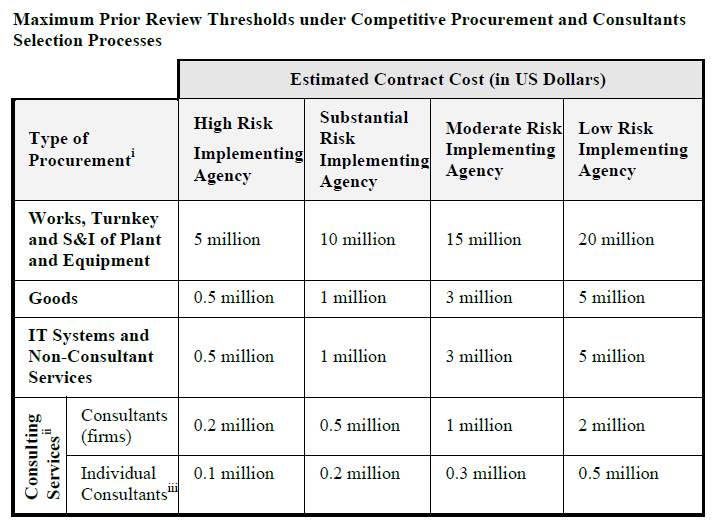 Maximum Prior Review Thresholds under Competitive Procurement and Consultants
Selection Processes
Estimated Contract Cost (in US Dollars)
Type of
Procurementⁱ
High Risk
Implementing
Agency
Substantial
Risk
Implementing
Agency
Moderate Risk
Implementing
Agency
Low Risk
Implementing
Agency
Works, Turnkey
and S&I of Plant
and Equipment
5 million
10 million
15 million
20 million
Goods
0.5 million
1 million
3 million
5 million
IT Systems and
Non-Consultant
Services
0.5 million
1 million
3 million
5 million
Consulting
Servicesⁱⁱ
Consultants
(firms)
0.2 million
0.5 million
1 million
2 million
Individual
Consultantsⁱⁱⁱ
0.1 million
0.2 million
0.3 million
0.5 million